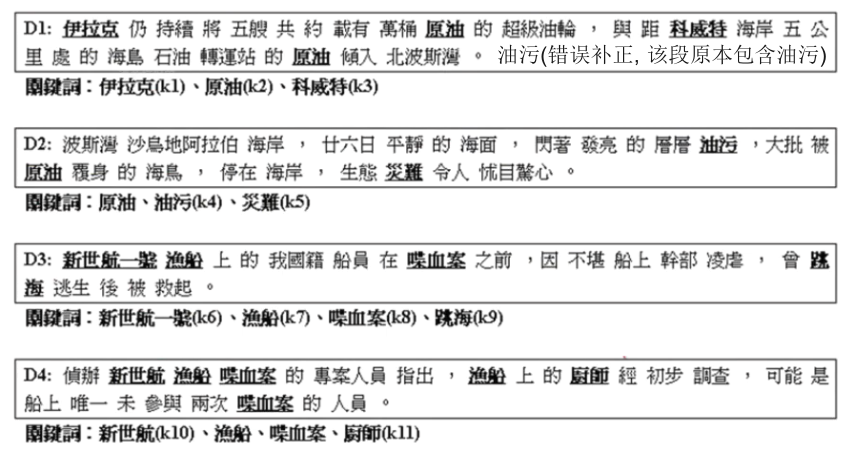 D1: 伊拉克 仍 持續 將 五艘 共 約 載有 萬桶 原油 的 超級油輪 ， 與 距 科威特 海岸 五 公
里 處 的 海島 石油 轉運站 的 原油 傾入 北波斯灣 。 油污(错误补正, 该段原本包含油污)
關鍵詞：伊拉克(k1)、原油(k2)、科威特(k3)
D2: 波斯灣 沙烏地阿拉伯 海岸 ， 廿六日 平靜 的 海面 ， 閃著 發亮 的 層層 油污 ，大批 被
原油 覆身 的 海鳥 ， 停在 海岸 ， 生態 災難 令人 怵目驚心 。
關鍵詞：原油、油污(k4)、災難(k5)
D3: 新世航一號 漁船 上 的 我國籍 船員 在 喋血案 之前 ，因 不堪 船上 幹部 凌虐 ， 曾 跳
海 逃生 後 被 救起 。
關鍵詞：新世航一號(k6)、漁船(k7)、喋血案(k8)、跳海(k9)
D4: 偵辦 新世航 漁船 喋血案 的 專案人員 指出 ， 漁船 上 的 廚師 經 初步 調查 ， 可能 是
船上 唯一 未 參與 兩次 喋血案 的 人員 。
關鍵詞：新世航(k10)、漁船、喋血案、廚師(k11)